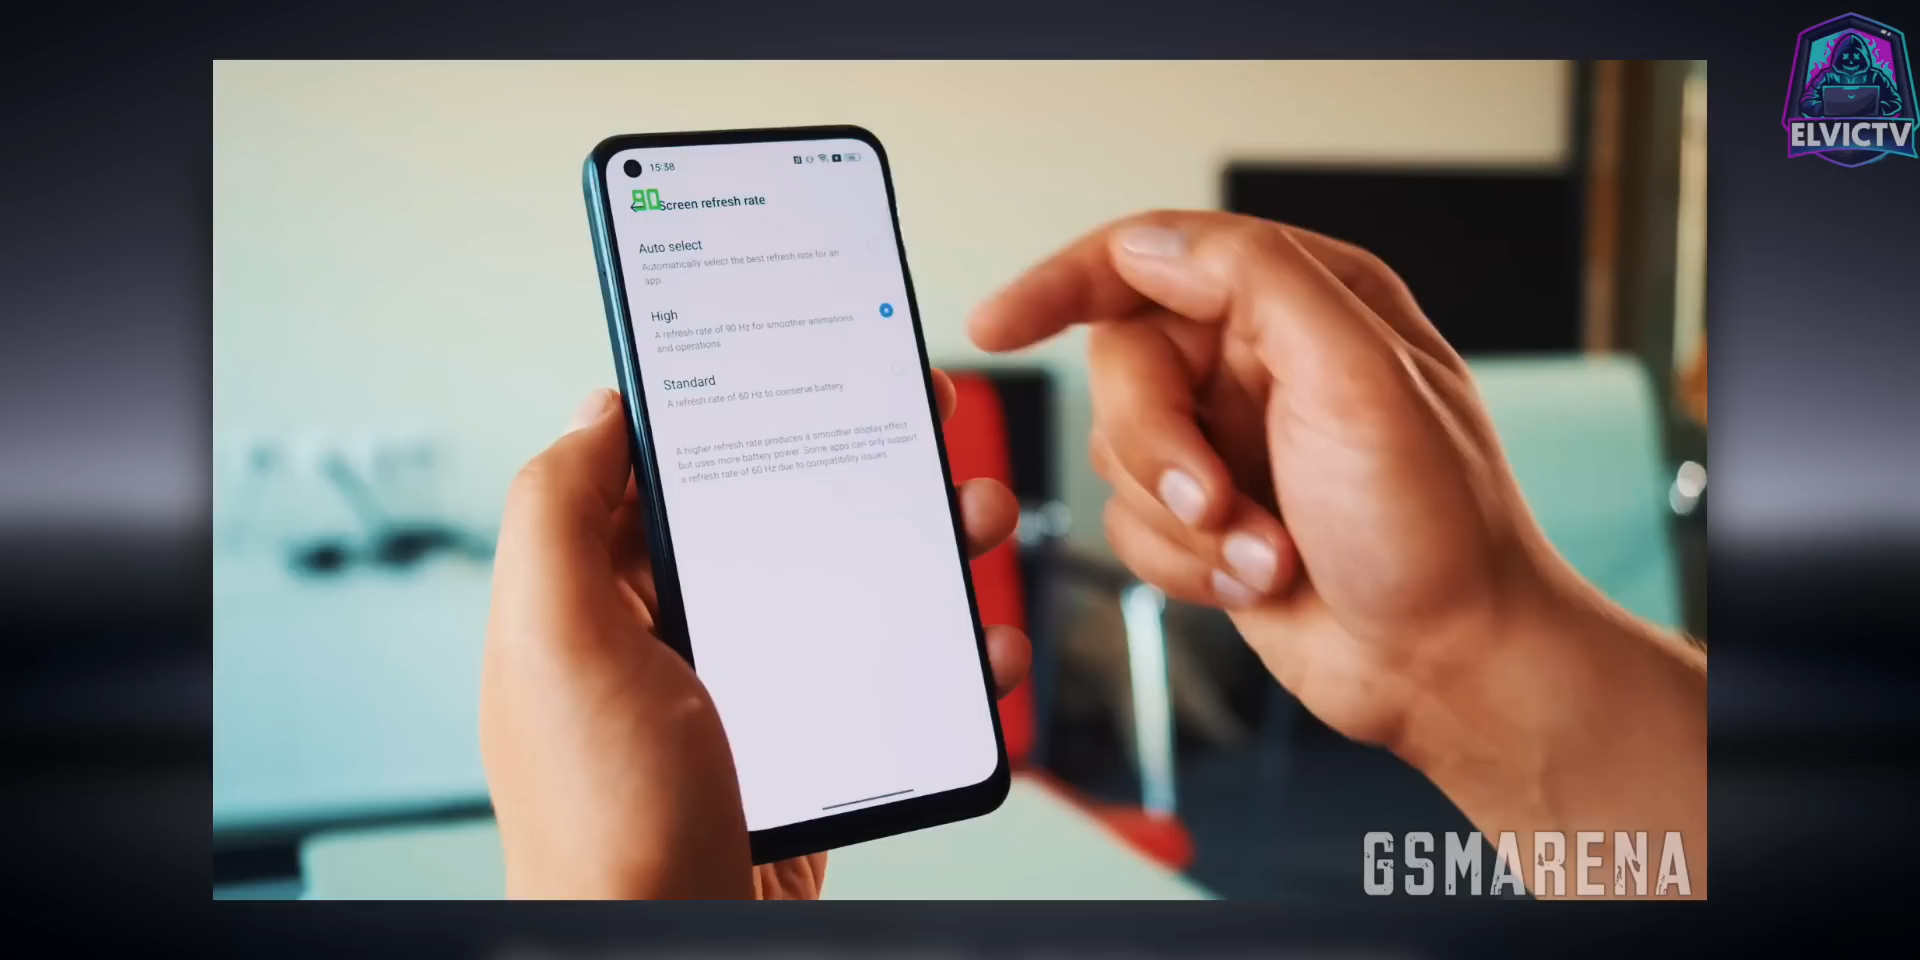 ELVICTV
15:38
90
Screen refresh rate
Auto select
Automatically select the best refresh rate for an
app.
High
A refresh rate of 90 Hz for smoother animations
and operations
Standard
A refresh rate of 60 Hz to conserve battery.
A higher refresh rate produces a smoother display effect
but uses more battery power. Some apps can only support
a refresh rate of 60 Hz due to compatibility issues.
GSMARENA